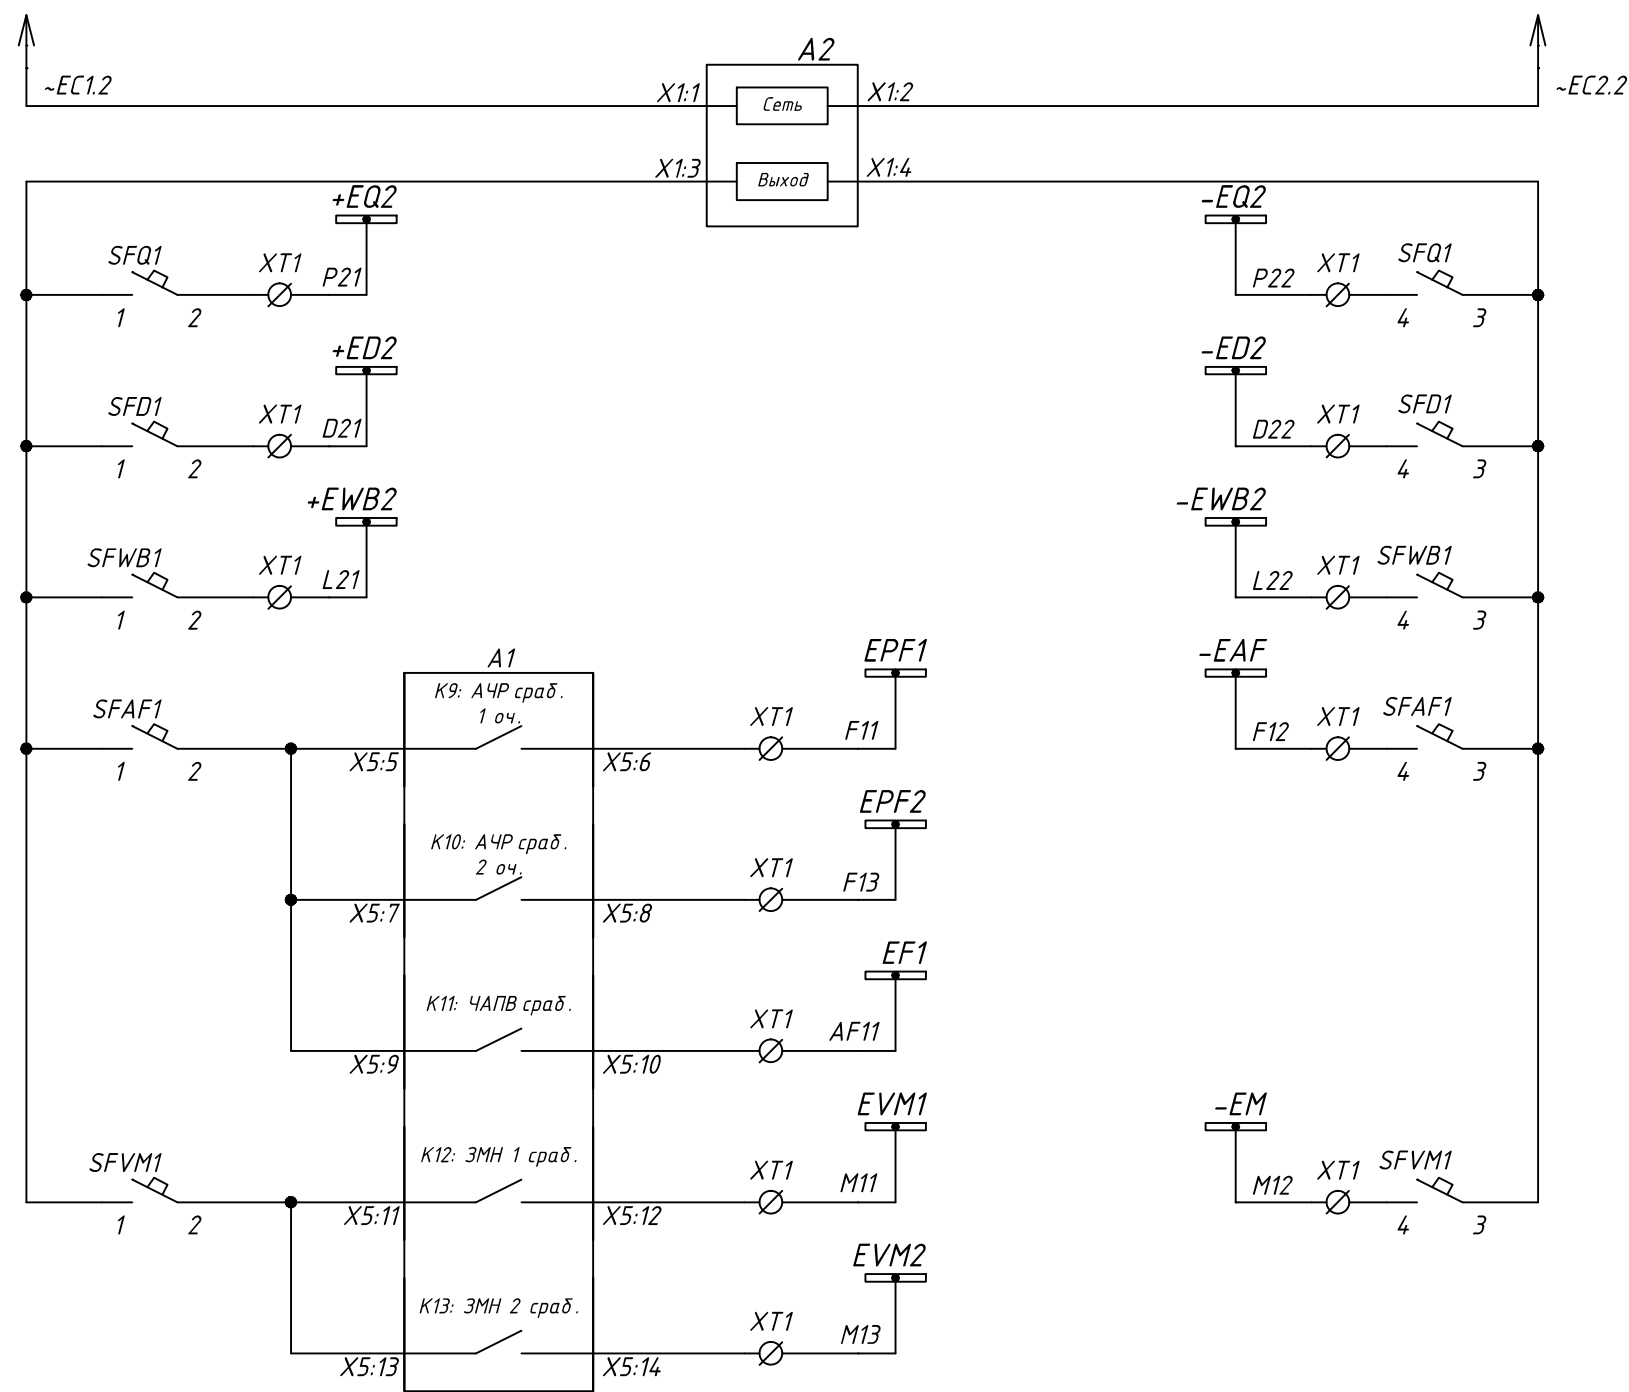 A2
~EC1.2
X1:1
Сеть
X1:2
~EC2.2
X1:3
Выход
X1:4
+EQ2
-EQ2
SFQ1
XT1
P21
P22
XT1
SFQ1
1
2
4
3
+ED2
-ED2
SFD1
XT1
D21
D22
XT1
SFD1
1
2
4
3
+EWB2
-EWB2
SFWB1
XT1
L21
L22
XT1
SFWB1
1
2
4
3
A1
EPF1
-EAF
K9: АЧР сраб.
1 оч.
SFAF1
XT1
F11
F12
XT1
SFAF1
1
2
X5:5
X5:6
4
3
EPF2
K10: АЧР сраб.
2 оч.
XT1
F13
X5:7
X5:8
EF1
K11: ЧАПВ сраб.
XT1
AF11
X5:9
X5:10
EVM1
-EM
K12: ЗМН 1 сраб.
SFVM1
XT1
M11
M12
XT1
SFVM1
1
2
X5:11
X5:12
4
3
EVM2
K13: ЗМН 2 сраб.
XT1
M13
X5:13
X5:14